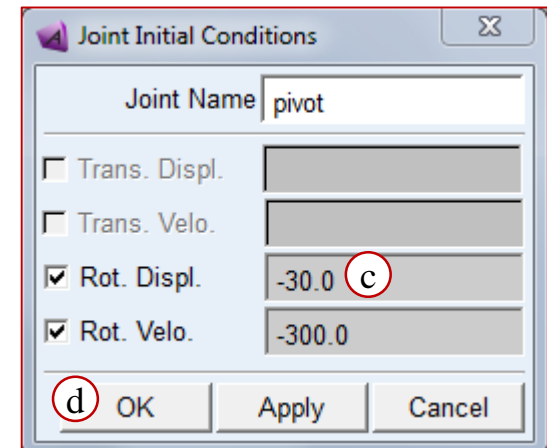 Joint Initial Conditions
Joint Name pivot
Trans. Displ.
Trans. Velo.
Rot. Displ. -30.0 c
Rot. Velo. -300.0
d OK Apply Cancel